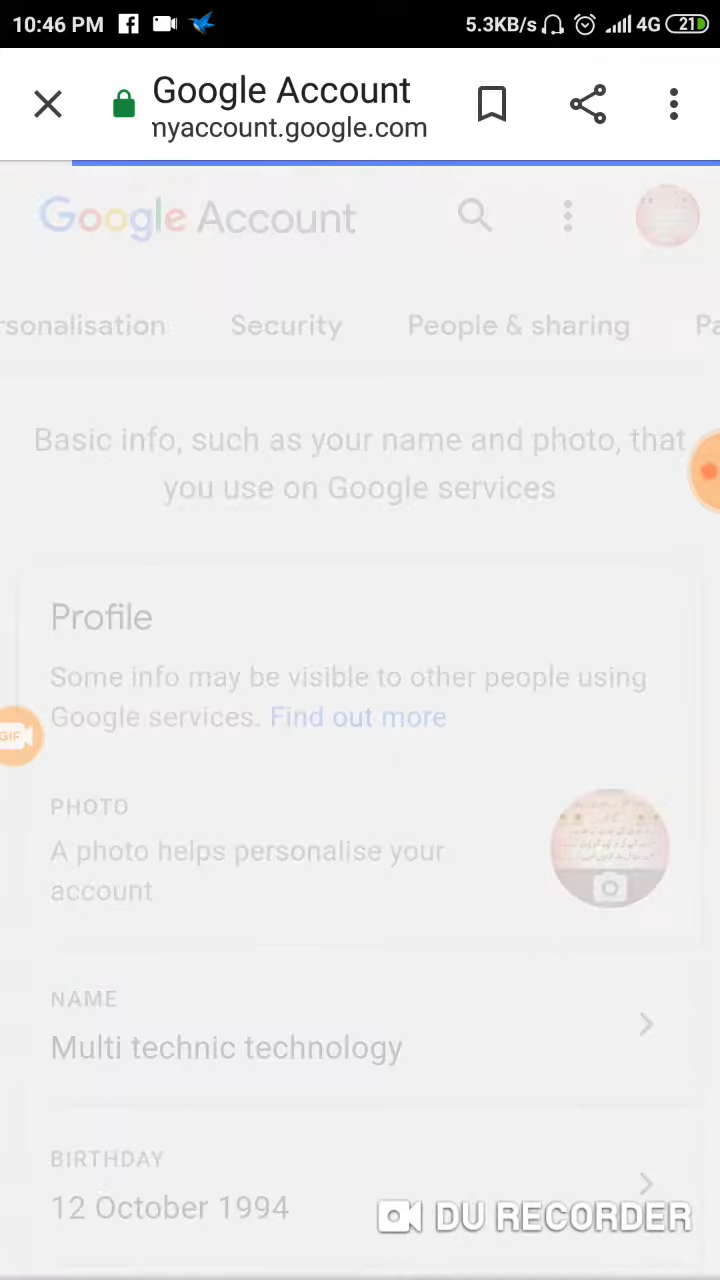 10:46 PM 5.3KB/s 4G 21
Google Account
nyaccount.google.com
Google Account
rsonalisation Security People & sharing Pa
Basic info, such as your name and photo, that
you use on Google services
Profile
Some info may be visible to other people using
Google services. Find out more
GIF
PHOTO
A photo helps personalise your
account
NAME
Multi technic technology
BIRTHDAY
12 October 1994
DU RECORDER